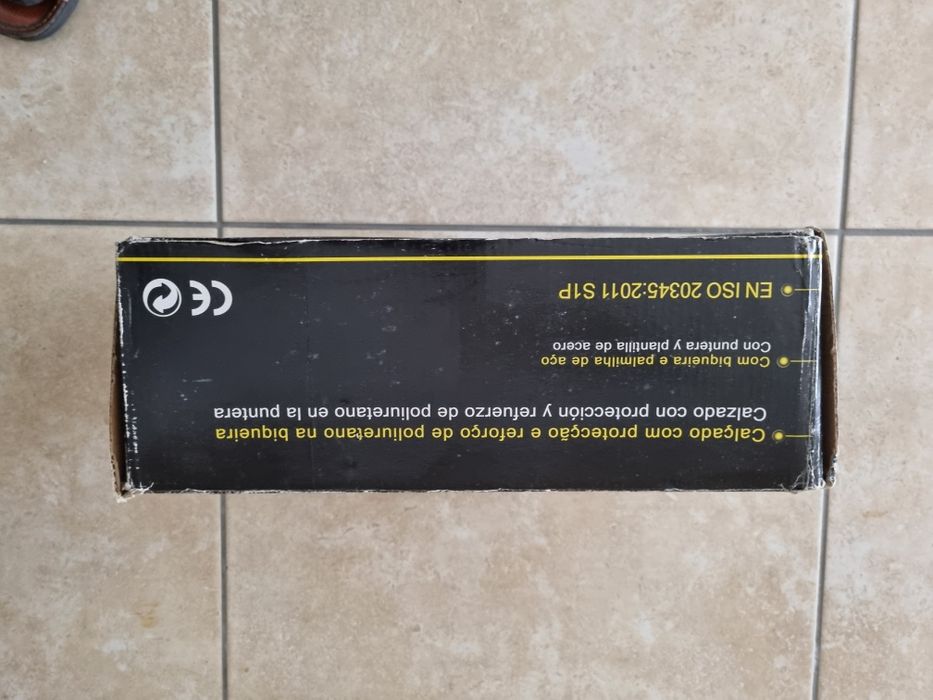 Calçado com protecção e reforço de poliuretano na biqueira
Calzado con protección y refuerzo de poliuretano en la puntera
Com biqueira e palmilha de aço
Con puntera y plantilla de acero
EN ISO 20345:2011 S1P
CE